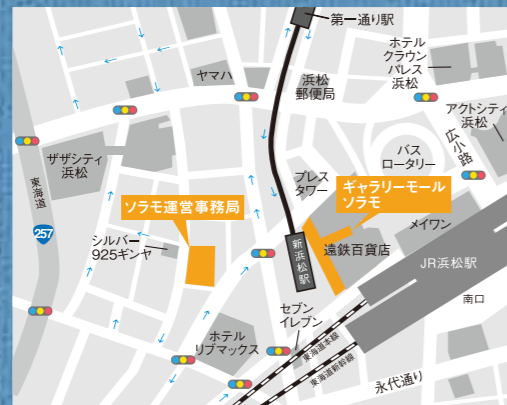 第一通り駅
ホテル
クラウン
パレス
浜松
ヤマハ
浜松
郵便局
アクトシティ
浜松
広小路
バス
ロータリー
ザザシティ
浜松
プレス
タワー
ギャラリーモール
ソラモ
東海道
257
ソラモ運営事務局
メイワン
シルバー
925ギンヤ
新浜松駅
遠鉄百貨店
JR浜松駅
南口
セブン
イレブン
ホテル
リブマックス
東海道本線
東海道新幹線
永代通り